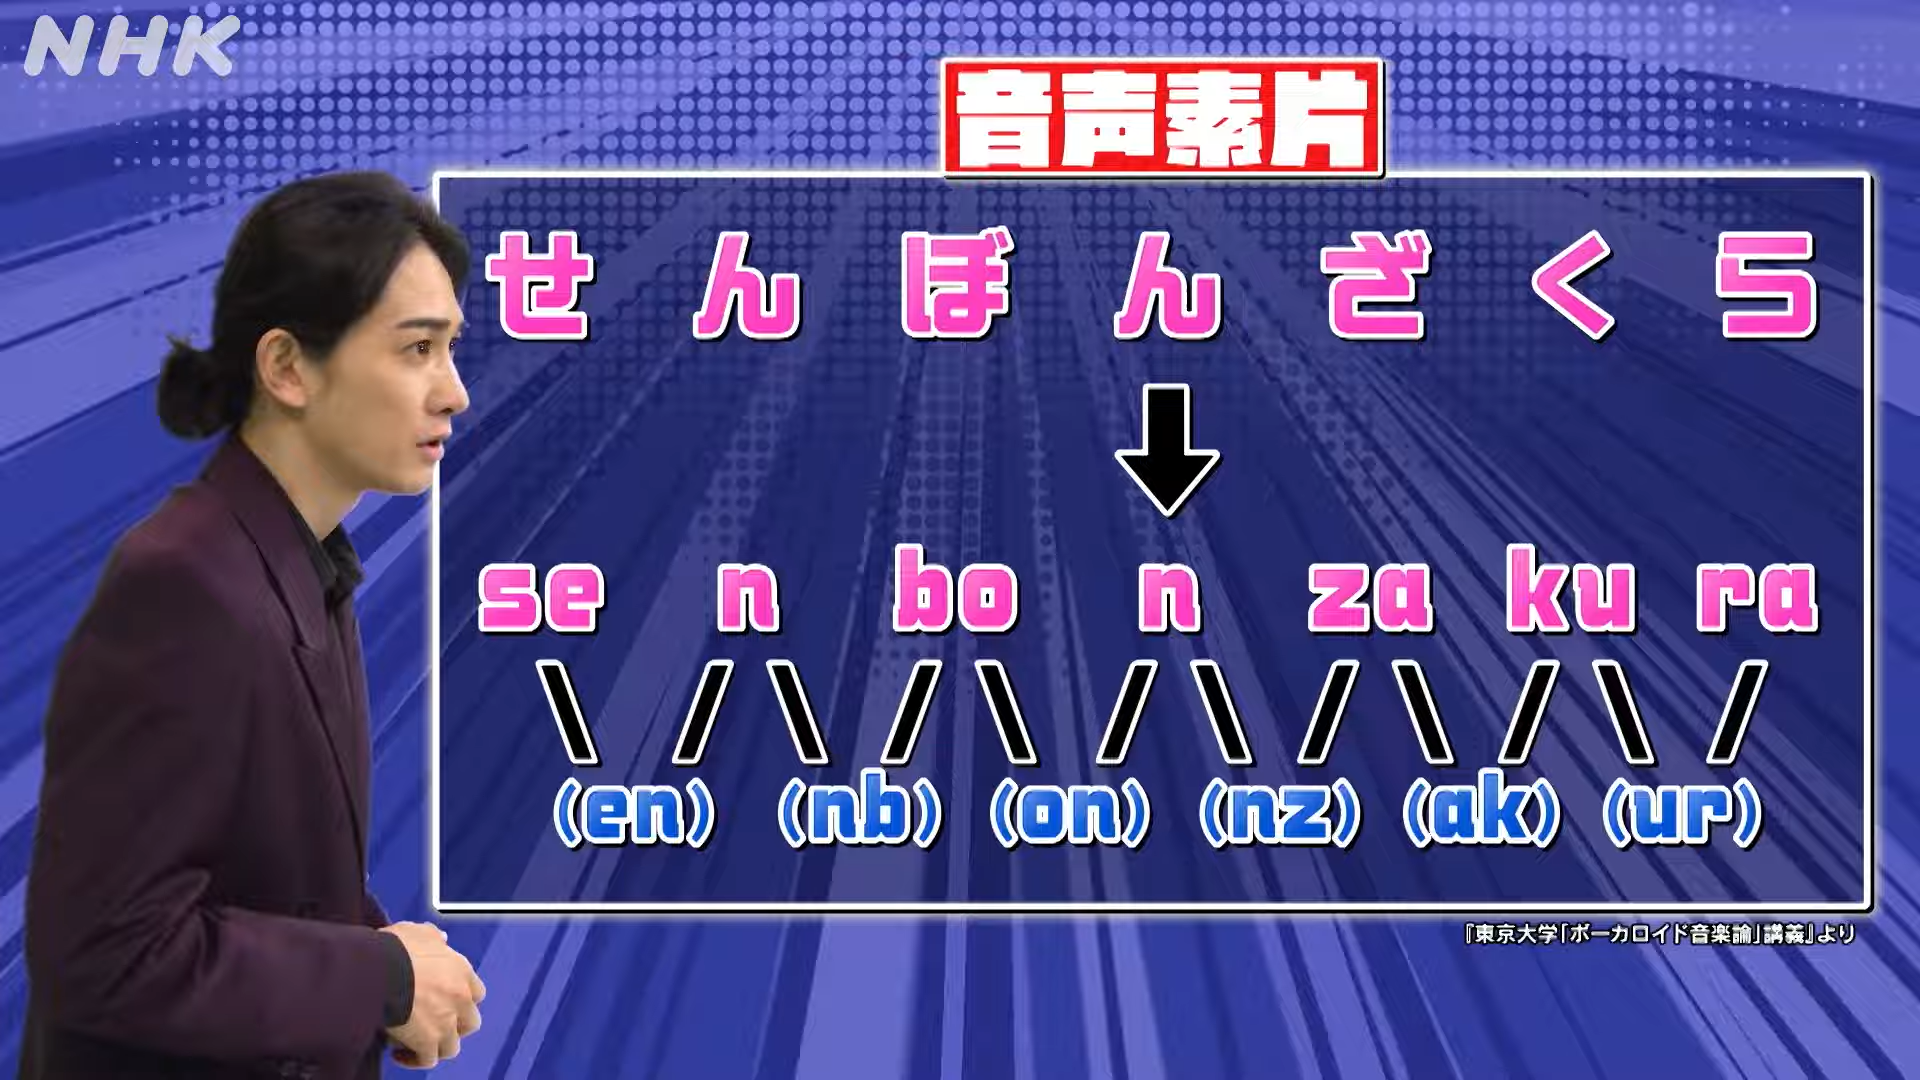 NHK
音声素片
せ ん ぼ ん ざ く ら
se n bo n za ku ra
\ / \ / \ / \ / \ / \ /
(en) (nb) (on) (nz) (ak) (ur)
『東京大学「ボーカロイド音楽論」講義』より